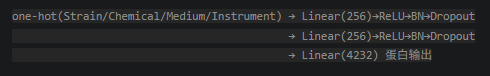 one-hot(Strain/Chemical/Medium/Instrument) → Linear(256)→ReLU→BN→Dropout
→ Linear(256)→ReLU→BN→Dropout
→ Linear(4232) 蛋白输出